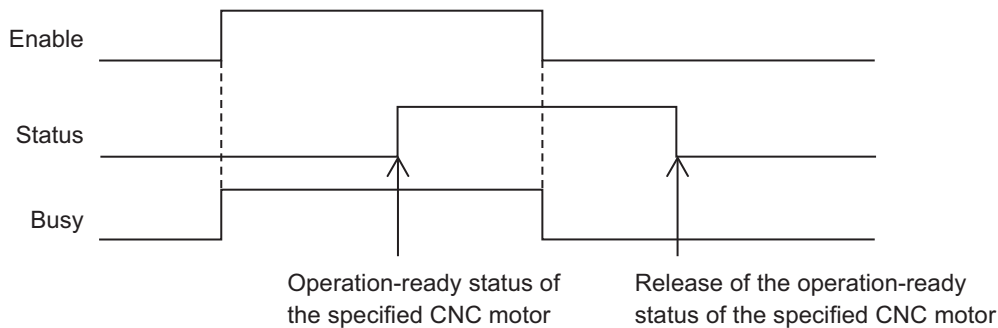 Enable
Status
Busy
Operation-ready status of
the specified CNC motor
Release of the operation-ready
status of the specified CNC motor